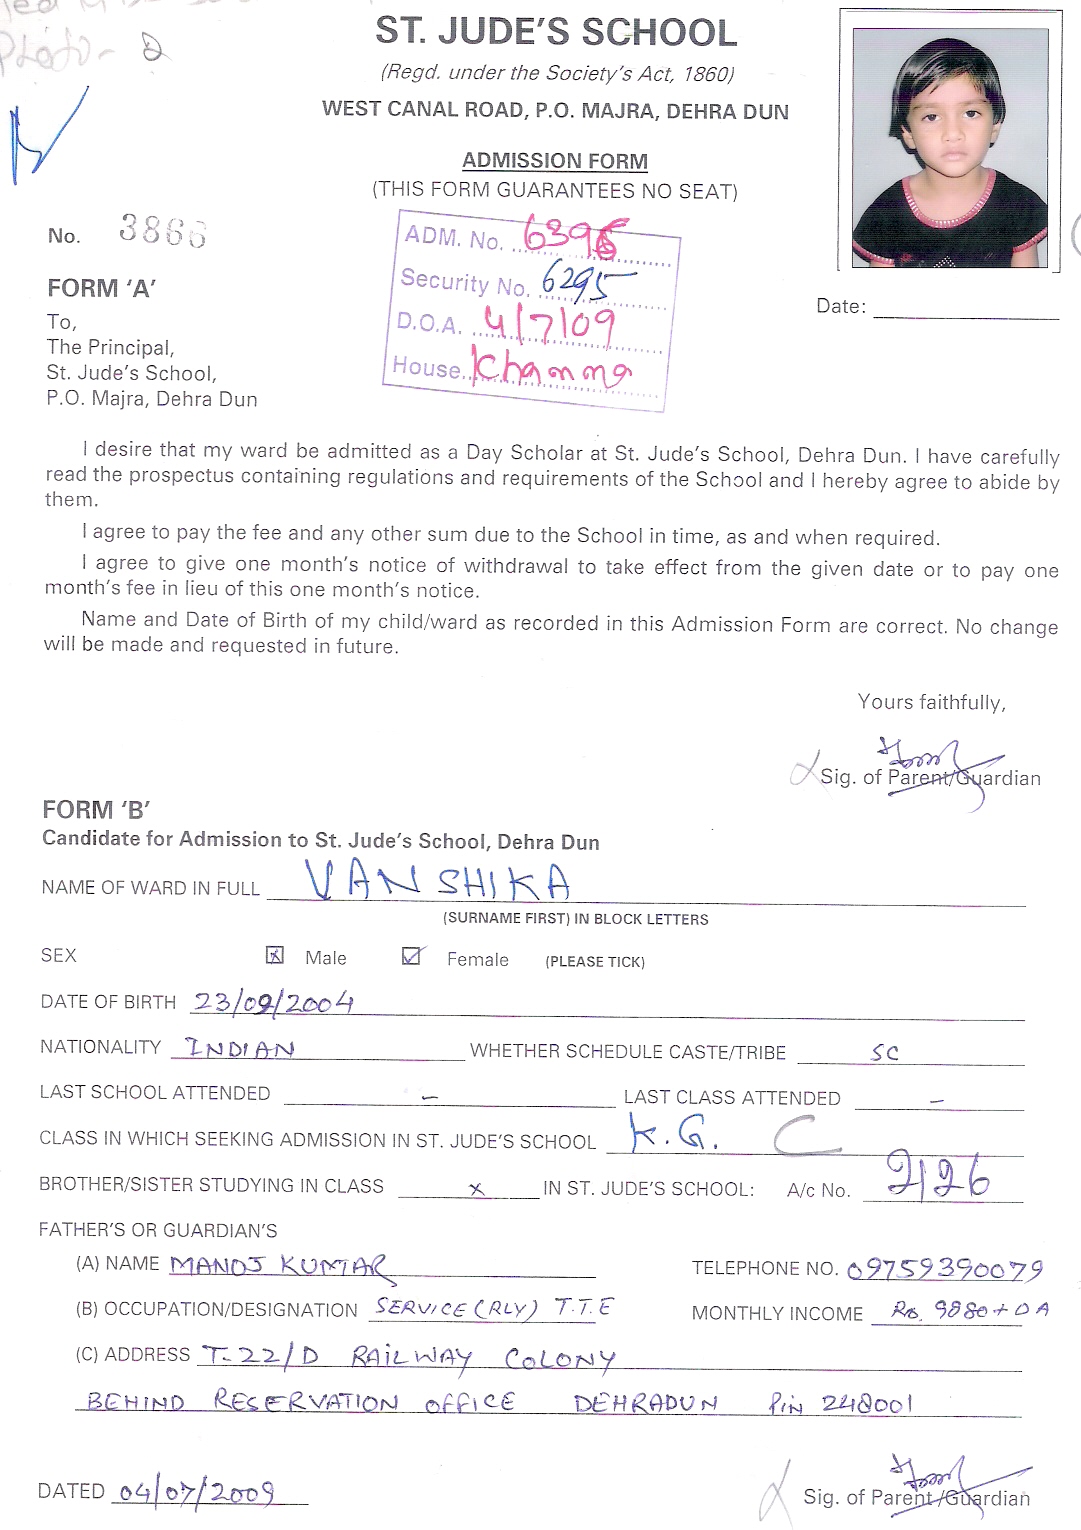 Photo- 2
ST. JUDE'S SCHOOL
(Regd. under the Society's Act, 1860)
WEST CANAL ROAD, P.O. MAJRA, DEHRA DUN
ADMISSION FORM
(THIS FORM GUARANTEES NO SEAT)
No. 3866
ADM. No. 6396
Security No. 6295
D.O.A. 4/7/09
House Khanna
FORM 'A'
Date:
To,
The Principal,
St. Jude's School,
P.O. Majra, Dehra Dun
I desire that my ward be admitted as a Day Scholar at St. Jude's School, Dehra Dun. I have carefully
read the prospectus containing regulations and requirements of the School and I hereby agree to abide by
them.
I agree to pay the fee and any other sum due to the School in time, as and when required.
I agree to give one month's notice of withdrawal to take effect from the given date or to pay one
month's fee in lieu of this one month's notice.
Name and Date of Birth of my child/ward as recorded in this Admission Form are correct. No change
will be made and requested in future.
Yours faithfully,
Sig. of Parent/Guardian
FORM 'B'
Candidate for Admission to St. Jude's School, Dehra Dun
NAME OF WARD IN FULL VANSHIKA
(SURNAME FIRST) IN BLOCK LETTERS
SEX Male Female (PLEASE TICK)
DATE OF BIRTH 23/09/2004
NATIONALITY INDIAN WHETHER SCHEDULE CASTE/TRIBE SC
LAST SCHOOL ATTENDED - LAST CLASS ATTENDED -
CLASS IN WHICH SEEKING ADMISSION IN ST. JUDE'S SCHOOL K.G. C
BROTHER/SISTER STUDYING IN CLASS x IN ST. JUDE'S SCHOOL: A/c No. 2126
FATHER'S OR GUARDIAN'S
(A) NAME MANOJ KUMAR TELEPHONE NO. 09759390079
(B) OCCUPATION/DESIGNATION SERVICE (RLY) T.T.E MONTHLY INCOME Rs. 9880+DA
(C) ADDRESS T-22/D RAILWAY COLONY
BEHIND RESERVATION OFFICE DEHRADUN PIN 248001
DATED 04/07/2009
Sig. of Parent/Guardian